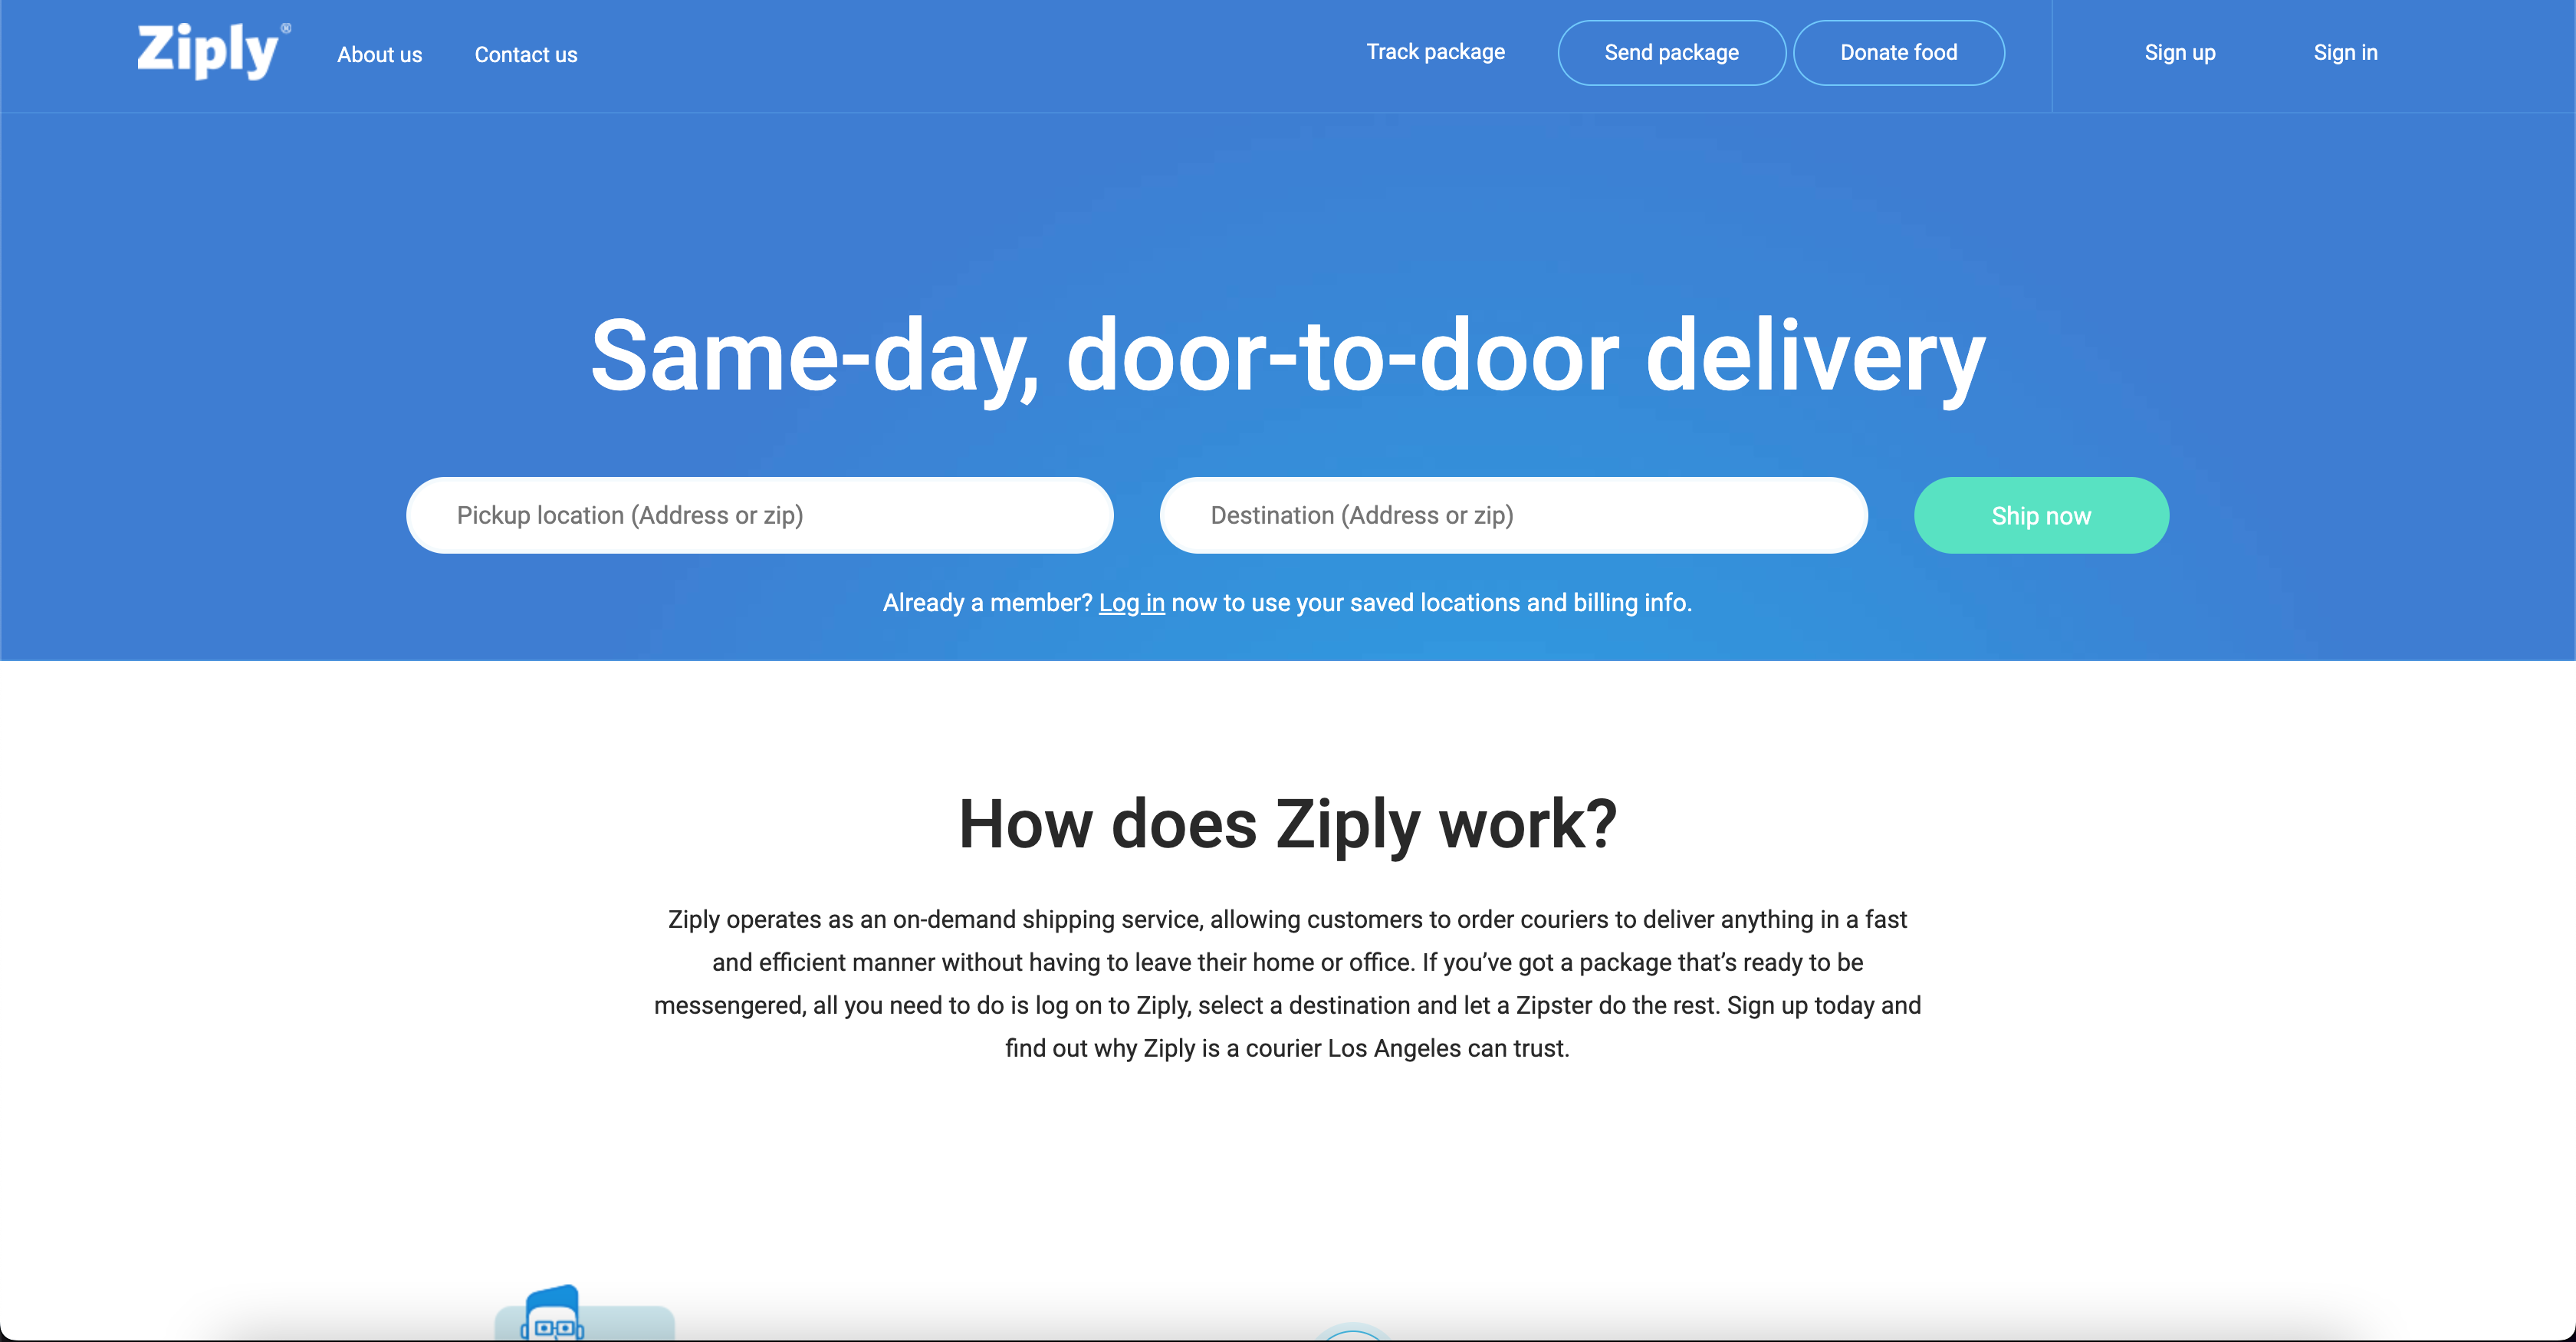 Ziply®
About us
Contact us
Track package
Send package
Donate food
Sign up
Sign in
Same-day, door-to-door delivery
Pickup location (Address or zip)
Destination (Address or zip)
Ship now
Already a member? Log in now to use your saved locations and billing info.
How does Ziply work?
Ziply operates as an on-demand shipping service, allowing customers to order couriers to deliver anything in a fast
and efficient manner without having to leave their home or office. If you’ve got a package that’s ready to be
messengered, all you need to do is log on to Ziply, select a destination and let a Zipster do the rest. Sign up today and
find out why Ziply is a courier Los Angeles can trust.